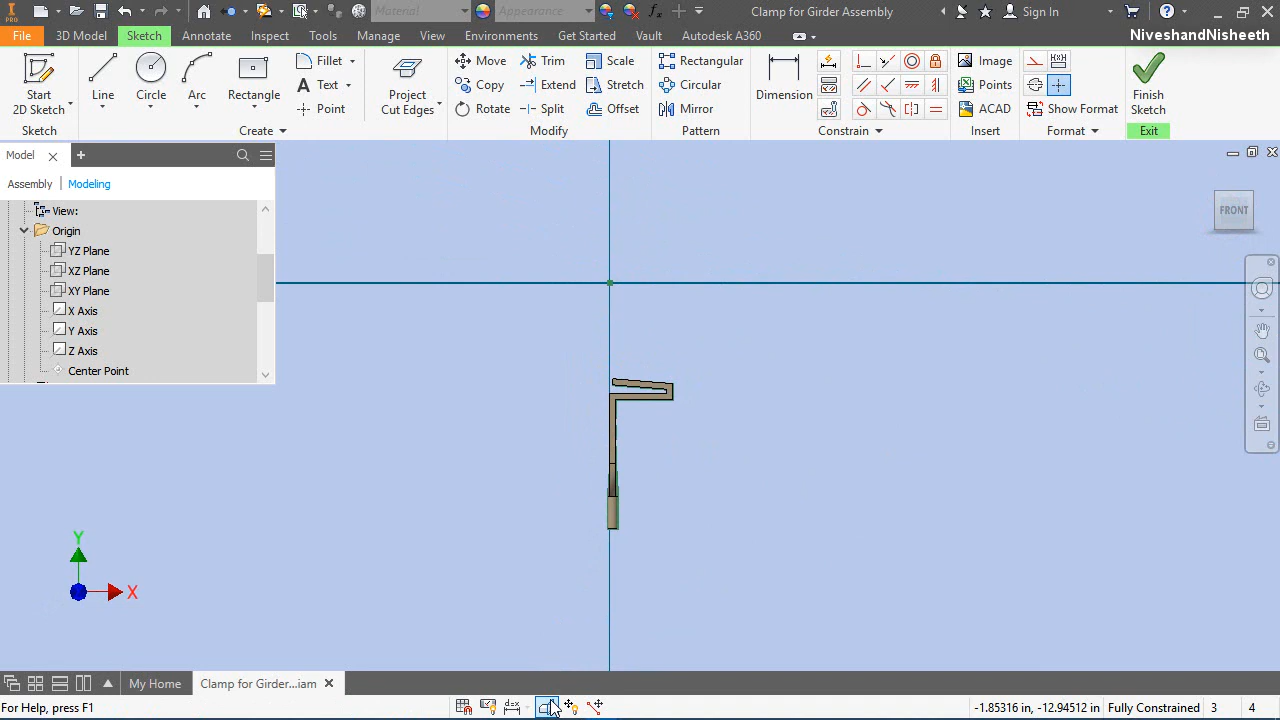 Material
Appearance
fx
Clamp for Girder Assembly
Sign In
PRO
File
3D Model
Sketch
Annotate
Inspect
Tools
Manage
View
Environments
Get Started
Vault
Autodesk A360
NiveshandNisheeth
Start
2D Sketch
Line
Circle
Arc
Rectangle
Fillet
Text
Point
Project
Cut Edges
Move
Copy
Rotate
Trim
Extend
Split
Scale
Stretch
Offset
Rectangular
Circular
Mirror
Dimension
Image
Points
ACAD
Show Format
Finish
Sketch
Sketch
Create
Modify
Pattern
Constrain
Insert
Format
Exit
Model
Assembly
Modeling
View:
Origin
YZ Plane
XZ Plane
XY Plane
X Axis
Y Axis
Z Axis
Center Point
FRONT
Y
X
My Home
Clamp for Girder...iam
For Help, press F1
-1.85316 in, -12.94512 in
Fully Constrained
3
4